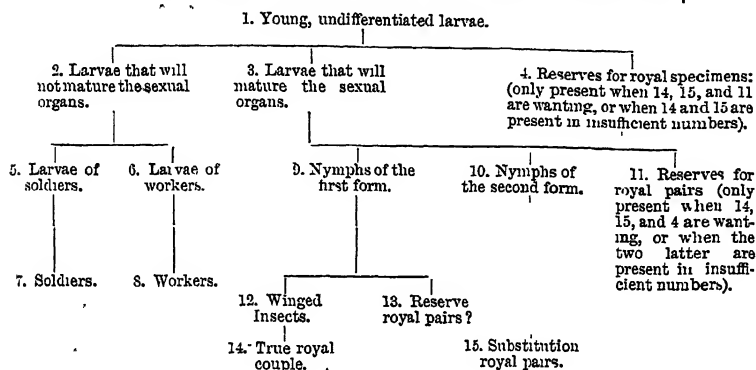 1. Young, undifferentiated larvae.
2. Larvae that will
not mature the sexual
organs.
3. Larvae that will
mature the sexual
organs.
4. Reserves for royal specimens:
(only present when 14, 15, and 11
are wanting, or when 14 and 15 are
present in insufficient numbers).
5. Larvae of
soldiers.
6. Larvae of
workers.
9. Nymphs of the
first form.
10. Nymphs of
the second form.
11. Reserves for
royal pairs (only
present when 14,
15, and 4 are want-
ing, or when the
two latter are
present in insuffi-
cient numbers).
7. Soldiers.
8. Workers.
12. Winged
Insects.
13. Reserve
royal pairs?
14. True royal
couple.
15. Substitution
royal pairs.